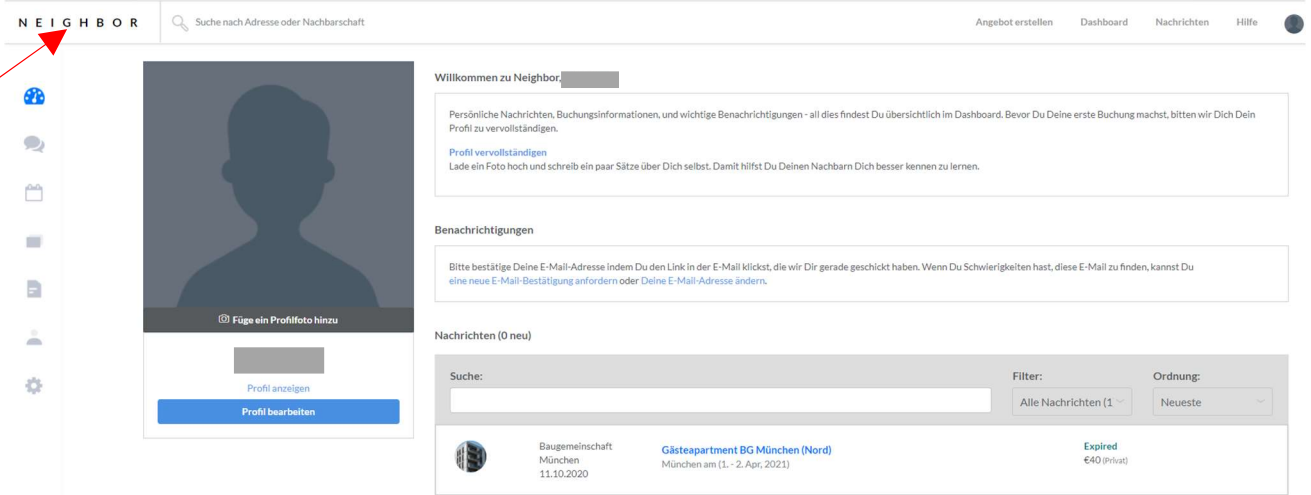 NEIGHBOR
Suche nach Adresse oder Nachbarschaft
Angebot erstellen
Dashboard
Nachrichten
Hilfe
Füge ein Profilfoto hinzu
Profil anzeigen
Profil bearbeiten
Willkommen zu Neighbor,
Persönliche Nachrichten, Buchungsinformationen, und wichtige Benachrichtigungen - all dies findest Du übersichtlich im Dashboard. Bevor Du Deine erste Buchung machst, bitten wir Dich Dein
Profil zu vervollständigen.
Profil vervollständigen
Lade ein Foto hoch und schreib ein paar Sätze über Dich selbst. Damit hilfst Du Deinen Nachbarn Dich besser kennen zu lernen.
Benachrichtigungen
Bitte bestätige Deine E-Mail-Adresse indem Du den Link in der E-Mail klickst, die wir Dir gerade geschickt haben. Wenn Du Schwierigkeiten hast, diese E-Mail zu finden, kannst Du
eine neue E-Mail-Bestätigung anfordern oder Deine E-Mail-Adresse ändern.
Nachrichten (0 neu)
Suche:
Filter:
Ordnung:
Alle Nachrichten (1
Neueste
Baugemeinschaft
München
11.10.2020
Gästeapartment BG München (Nord)
München am (1. - 2. Apr, 2021)
Expired
€40 (Privat)